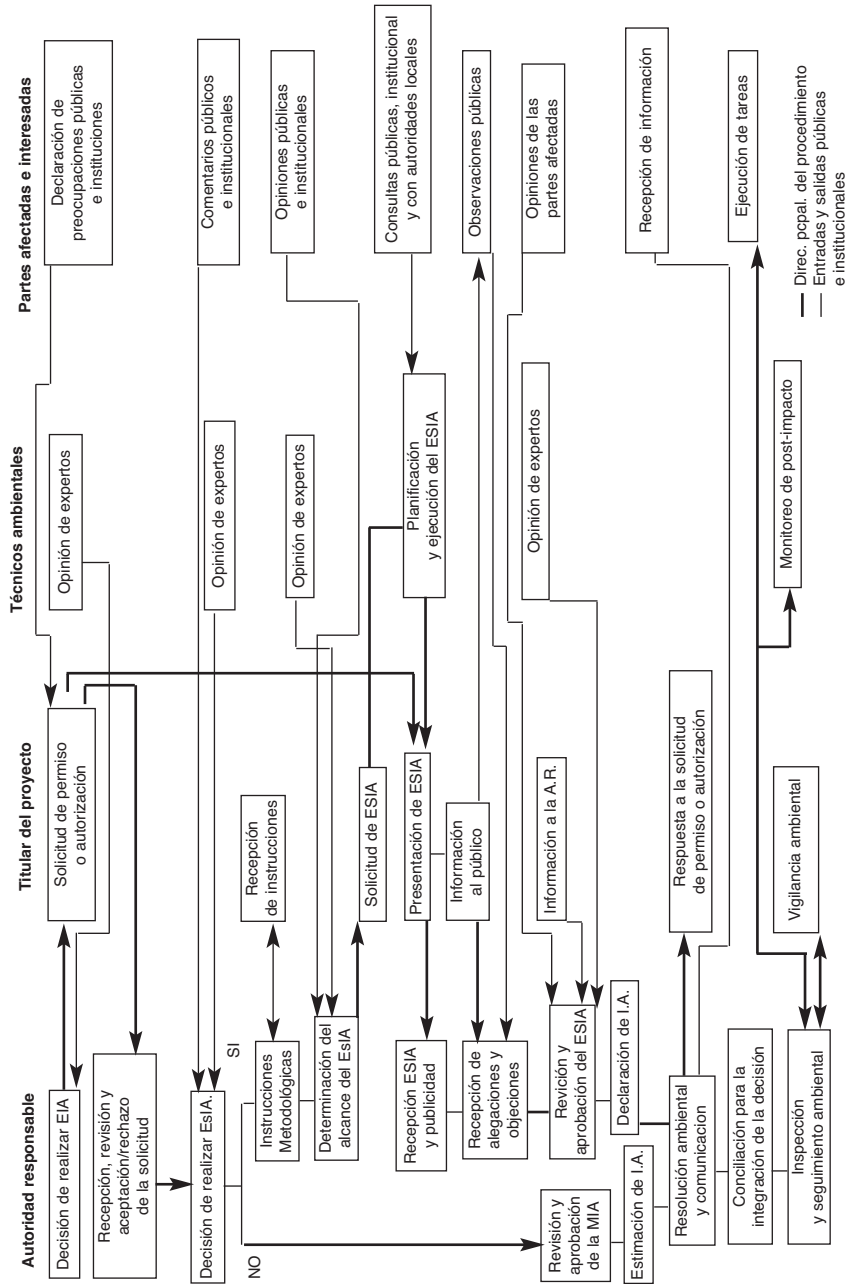 Autoridad responsable
Titular del proyecto
Técnicos ambientales
Partes afectadas e interesadas
Decisión de realizar EIA
Solicitud de permiso
o autorización
Opinión de expertos
Declaración de
preocupaciones públicas
e instituciones
Recepción, revisión y
aceptación/rechazo
de la solicitud
Decisión de realizar EsIA.
Opinión de expertos
Comentarios públicos
e institucionales
NO
SI
Instrucciones
Metodológicas
Recepción
de instrucciones
Determinación del
alcance del EsIA
Opinión de expertos
Opiniones públicas
e institucionales
Solicitud de ESIA
Planificación
y ejecución del ESIA
Consultas públicas, institucional
y con autoridades locales
Recepción ESIA
y publicidad
Presentación de ESIA
Recepción de
alegaciones y
objeciones
Información
al público
Observaciones públicas
Revisión y
aprobación
de la MIA
Revición y
aprobación del ESIA
Información a la A.R.
Opinión de expertos
Opiniones de las
partes afectadas
Estimación de I.A.
Declaración de I.A.
Resolución ambiental
y comunicacion
Respuesta a la solicitud
de permiso o autorización
Recepción de información
Conciliación para la
integración de la decisión
Inspección
y seguimiento ambiental
Vigilancia ambiental
Monitoreo de post-impacto
Ejecución de tareas
Direc. pcpal. del procedimiento
Entradas y salidas públicas
e institucionales